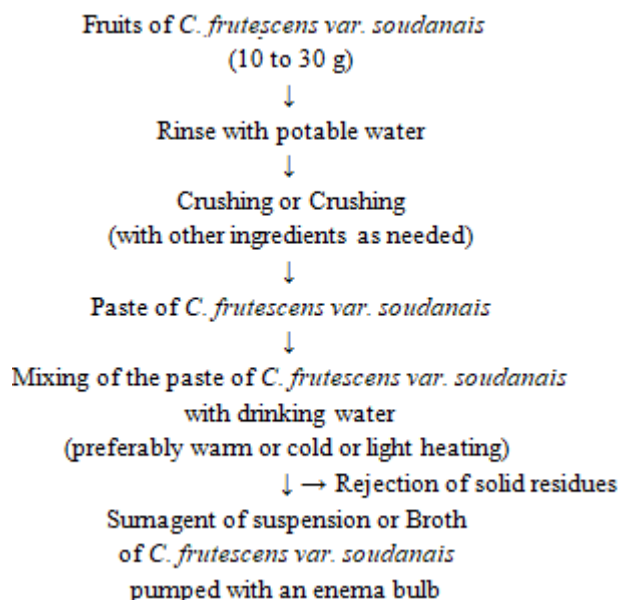 Fruits of C. frutescens var. soudanais
(10 to 30 g)
↓
Rinse with potable water
↓
Crushing or Crushing
(with other ingredients as needed)
↓
Paste of C. frutescens var. soudanais
↓
Mixing of the paste of C. frutescens var. soudanais
with drinking water
(preferably warm or cold or light heating)
↓ → Rejection of solid residues
Surnagent of suspension or Broth
of C. frutescens var. soudanais
pumped with an enema bulb